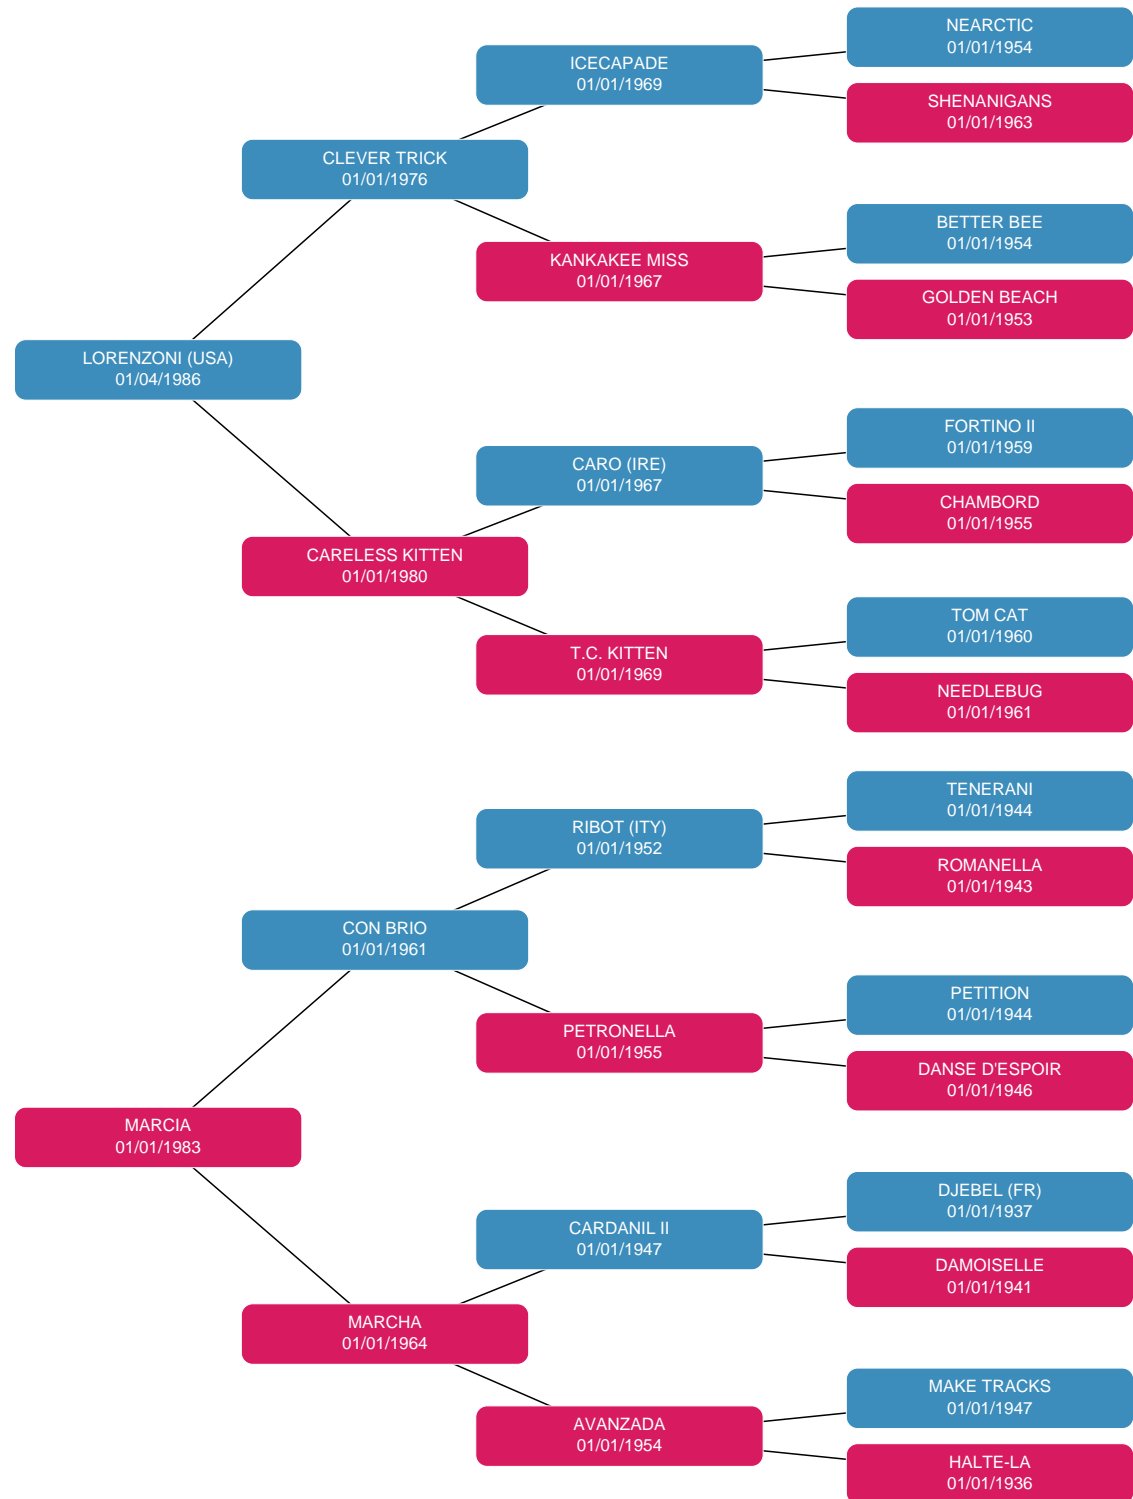 NEARCTIC
01/01/1954
ICECAPADE
01/01/1969
SHENANIGANS
01/01/1963
CLEVER TRICK
01/01/1976
BETTER BEE
01/01/1954
KANKAKEE MISS
01/01/1967
GOLDEN BEACH
01/01/1953
LORENZONI (USA)
01/04/1986
FORTINO II
01/01/1959
CARO (IRE)
01/01/1967
CHAMBORD
01/01/1955
CARELESS KITTEN
01/01/1980
TOM CAT
01/01/1960
T.C. KITTEN
01/01/1969
NEEDLEBUG
01/01/1961
TENERANI
01/01/1944
RIBOT (ITY)
01/01/1952
ROMANELLA
01/01/1943
CON BRIO
01/01/1961
PETITION
01/01/1944
PETRONELLA
01/01/1955
DANSE D'ESPOIR
01/01/1946
MARCIA
01/01/1983
DJEBEL (FR)
01/01/1937
CARDANIL II
01/01/1947
DAMOISELLE
01/01/1941
MARCHA
01/01/1964
MAKE TRACKS
01/01/1947
AVANZADA
01/01/1954
HALTE-LA
01/01/1936